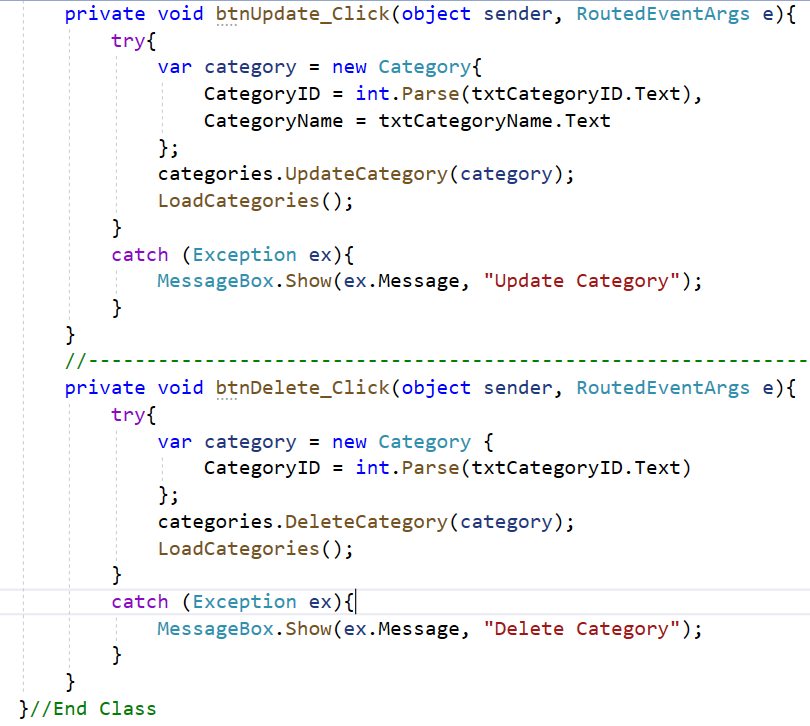 private void btnUpdate_Click(object sender, RoutedEventArgs e){
try{
var category = new Category{
CategoryID = int.Parse(txtCategoryID.Text),
CategoryName = txtCategoryName.Text
};
categories.UpdateCategory(category);
LoadCategories();
}
catch (Exception ex){
MessageBox.Show(ex.Message, "Update Category");
}
}
//--------------------------------------------------------------
private void btnDelete_Click(object sender, RoutedEventArgs e){
try{
var category = new Category {
CategoryID = int.Parse(txtCategoryID.Text)
};
categories.DeleteCategory(category);
LoadCategories();
}
catch (Exception ex){
MessageBox.Show(ex.Message, "Delete Category");
}
}
}//End Class